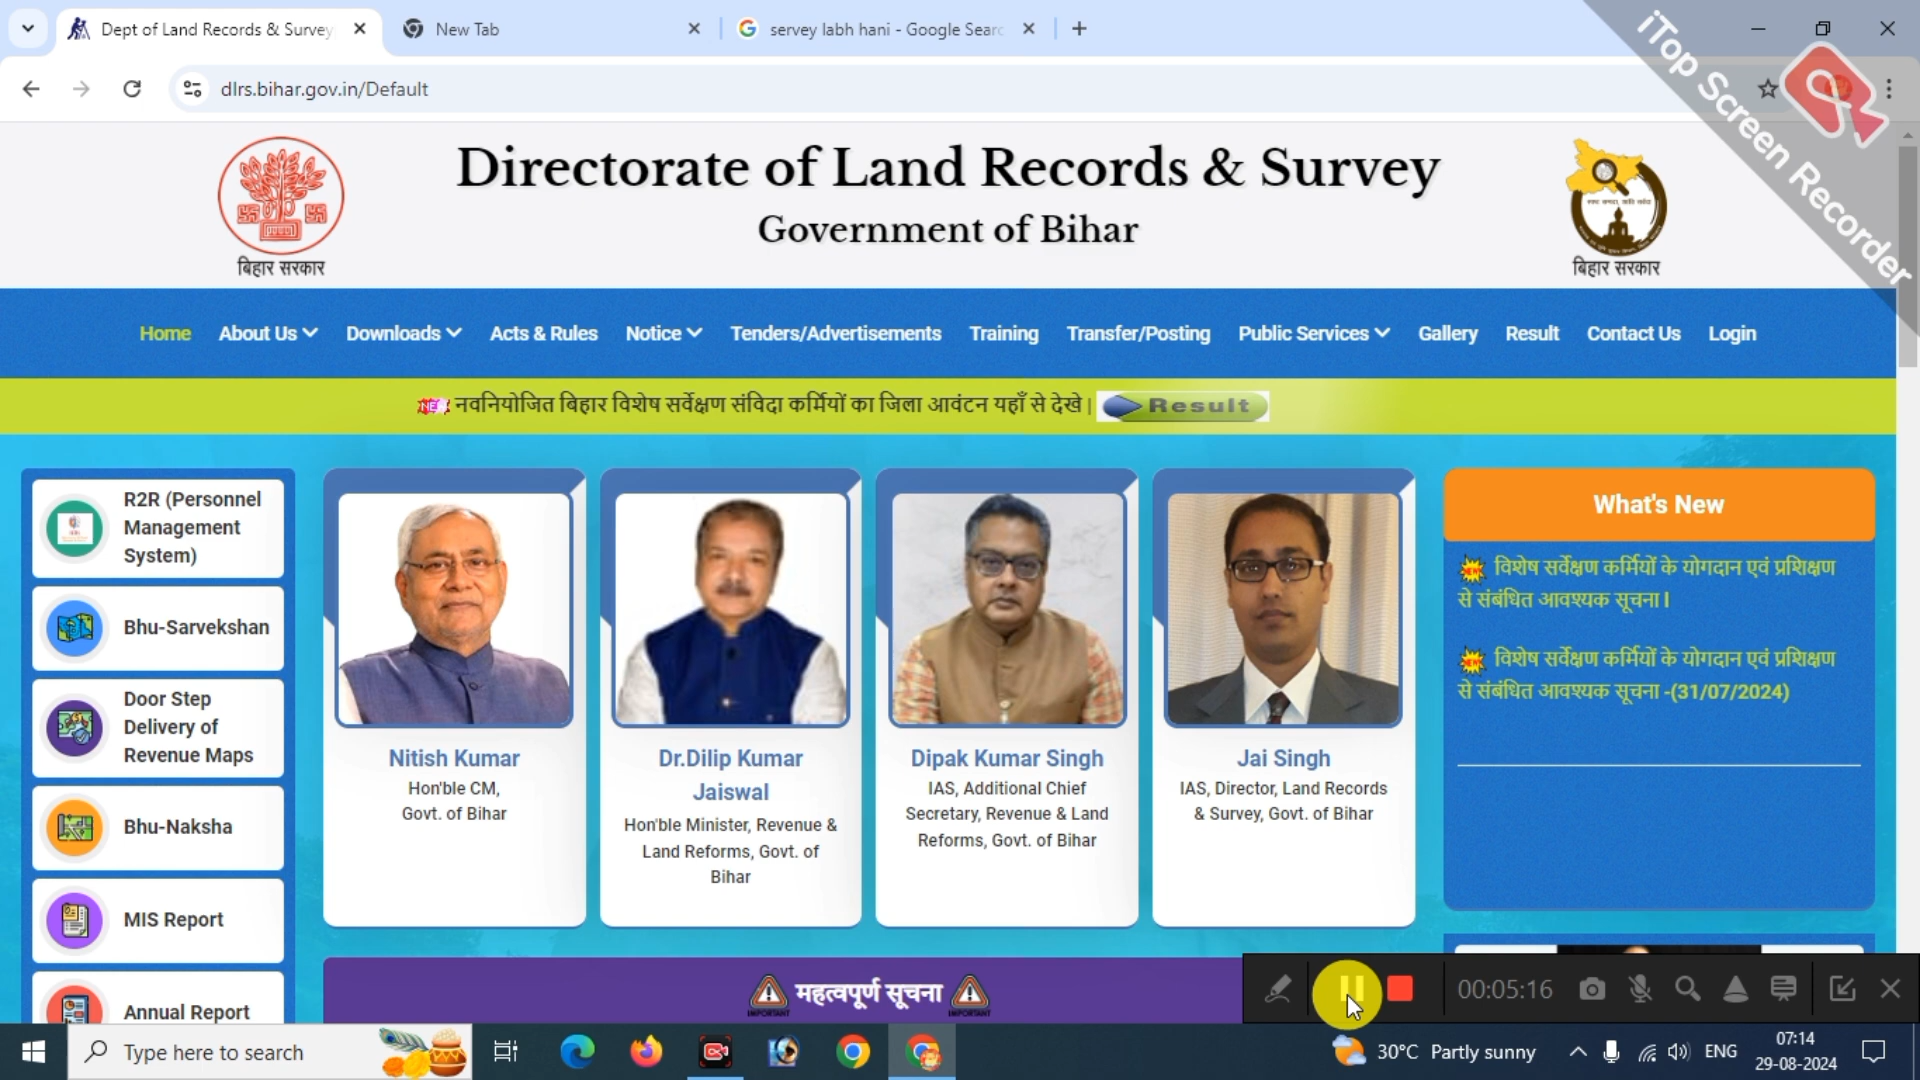 Dept of Land Records & Survey
New Tab
servey labh hani - Google Searc
dlrs.bihar.gov.in/Default
iTop Screen Recorder
बिहार सरकार
Directorate of Land Records & Survey
Government of Bihar
बिहार सरकार
Home About Us Downloads Acts & Rules Notice Tenders/Advertisements Training Transfer/Posting Public Services Gallery Result Contact Us Login
NEW नवनियोजित बिहार विशेष सर्वेक्षण संविदा कर्मियों का जिला आवंटन यहाँ से देखे | Result
R2R (Personnel
Management
System)
Bhu-Sarvekshan
Door Step
Delivery of
Revenue Maps
Bhu-Naksha
MIS Report
Annual Report
Nitish Kumar
Hon'ble CM,
Govt. of Bihar
Dr.Dilip Kumar
Jaiswal
Hon'ble Minister, Revenue &
Land Reforms, Govt. of
Bihar
Dipak Kumar Singh
IAS, Additional Chief
Secretary, Revenue & Land
Reforms, Govt. of Bihar
Jai Singh
IAS, Director, Land Records
& Survey, Govt. of Bihar
What's New
विशेष सर्वेक्षण कर्मियों के योगदान एवं प्रशिक्षण
से संबंधित आवश्यक सूचना l
विशेष सर्वेक्षण कर्मियों के योगदान एवं प्रशिक्षण
से संबंधित आवश्यक सूचना -(31/07/2024)
महत्वपूर्ण सूचना
IMPORTANT
IMPORTANT
00:05:16
Type here to search
30°C Partly sunny
ENG
07:14
29-08-2024